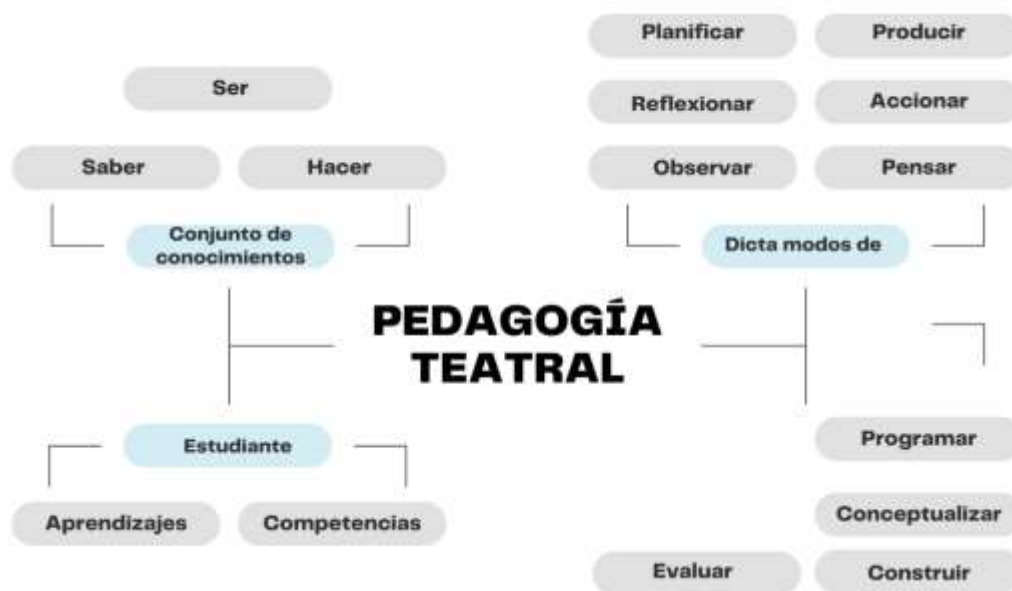 Planificar
Producir
Ser
Reflexionar
Accionar
Saber
Hacer
Observar
Pensar
Conjunto de
conocimientos
Dicta modos de
PEDAGOGÍA
TEATRAL
Estudiante
Programar
Aprendizajes
Competencias
Conceptualizar
Evaluar
Construir